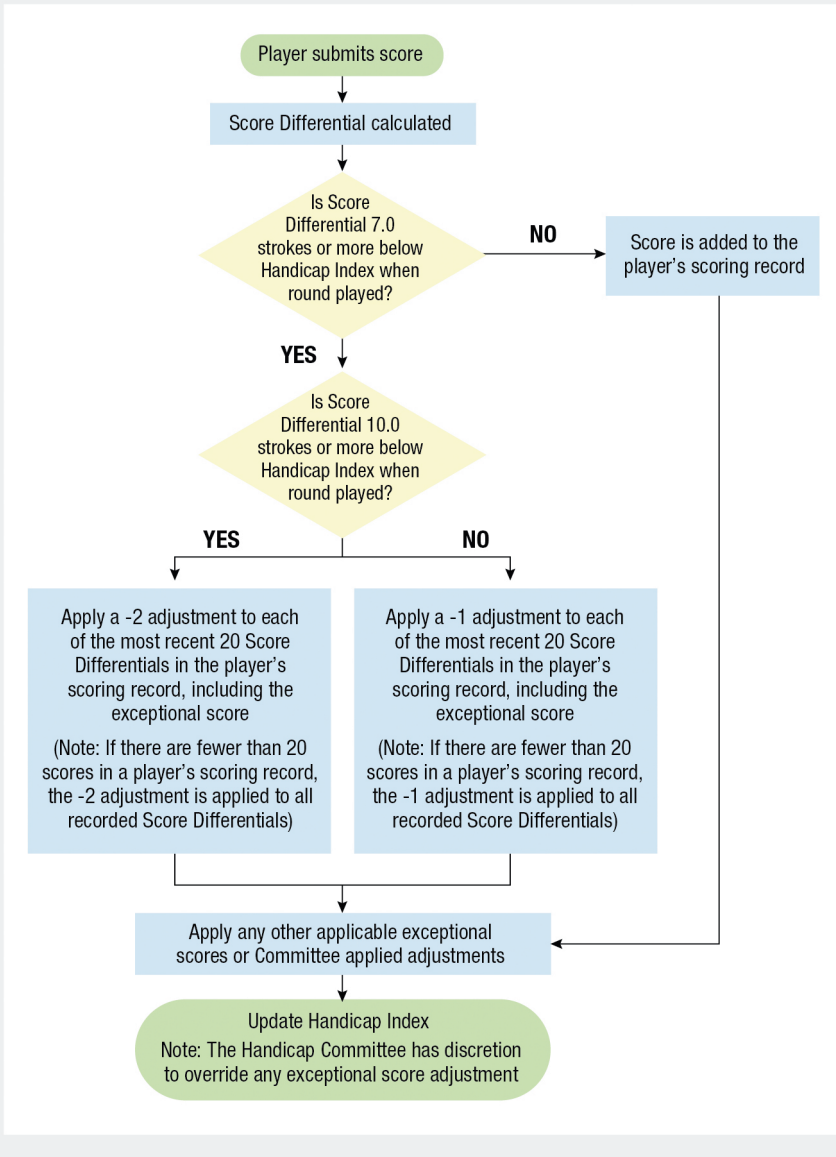 Player submits score
Score Differential calculated
Is Score
Differential 7.0
strokes or more below
Handicap Index when
round played?
NO
Score is added to the
player’s scoring record
YES
Is Score
Differential 10.0
strokes or more below
Handicap Index when
round played?
YES
NO
Apply a -2 adjustment to each
of the most recent 20 Score
Differentials in the player’s
scoring record, including the
exceptional score
(Note: If there are fewer than 20
scores in a player’s scoring record,
the -2 adjustment is applied to all
recorded Score Differentials)
Apply a -1 adjustment to each
of the most recent 20 Score
Differentials in the player’s
scoring record, including the
exceptional score
(Note: If there are fewer than 20
scores in a player’s scoring record,
the -1 adjustment is applied to all
recorded Score Differentials)
Apply any other applicable exceptional
scores or Committee applied adjustments
Update Handicap Index
Note: The Handicap Committee has discretion
to override any exceptional score adjustment